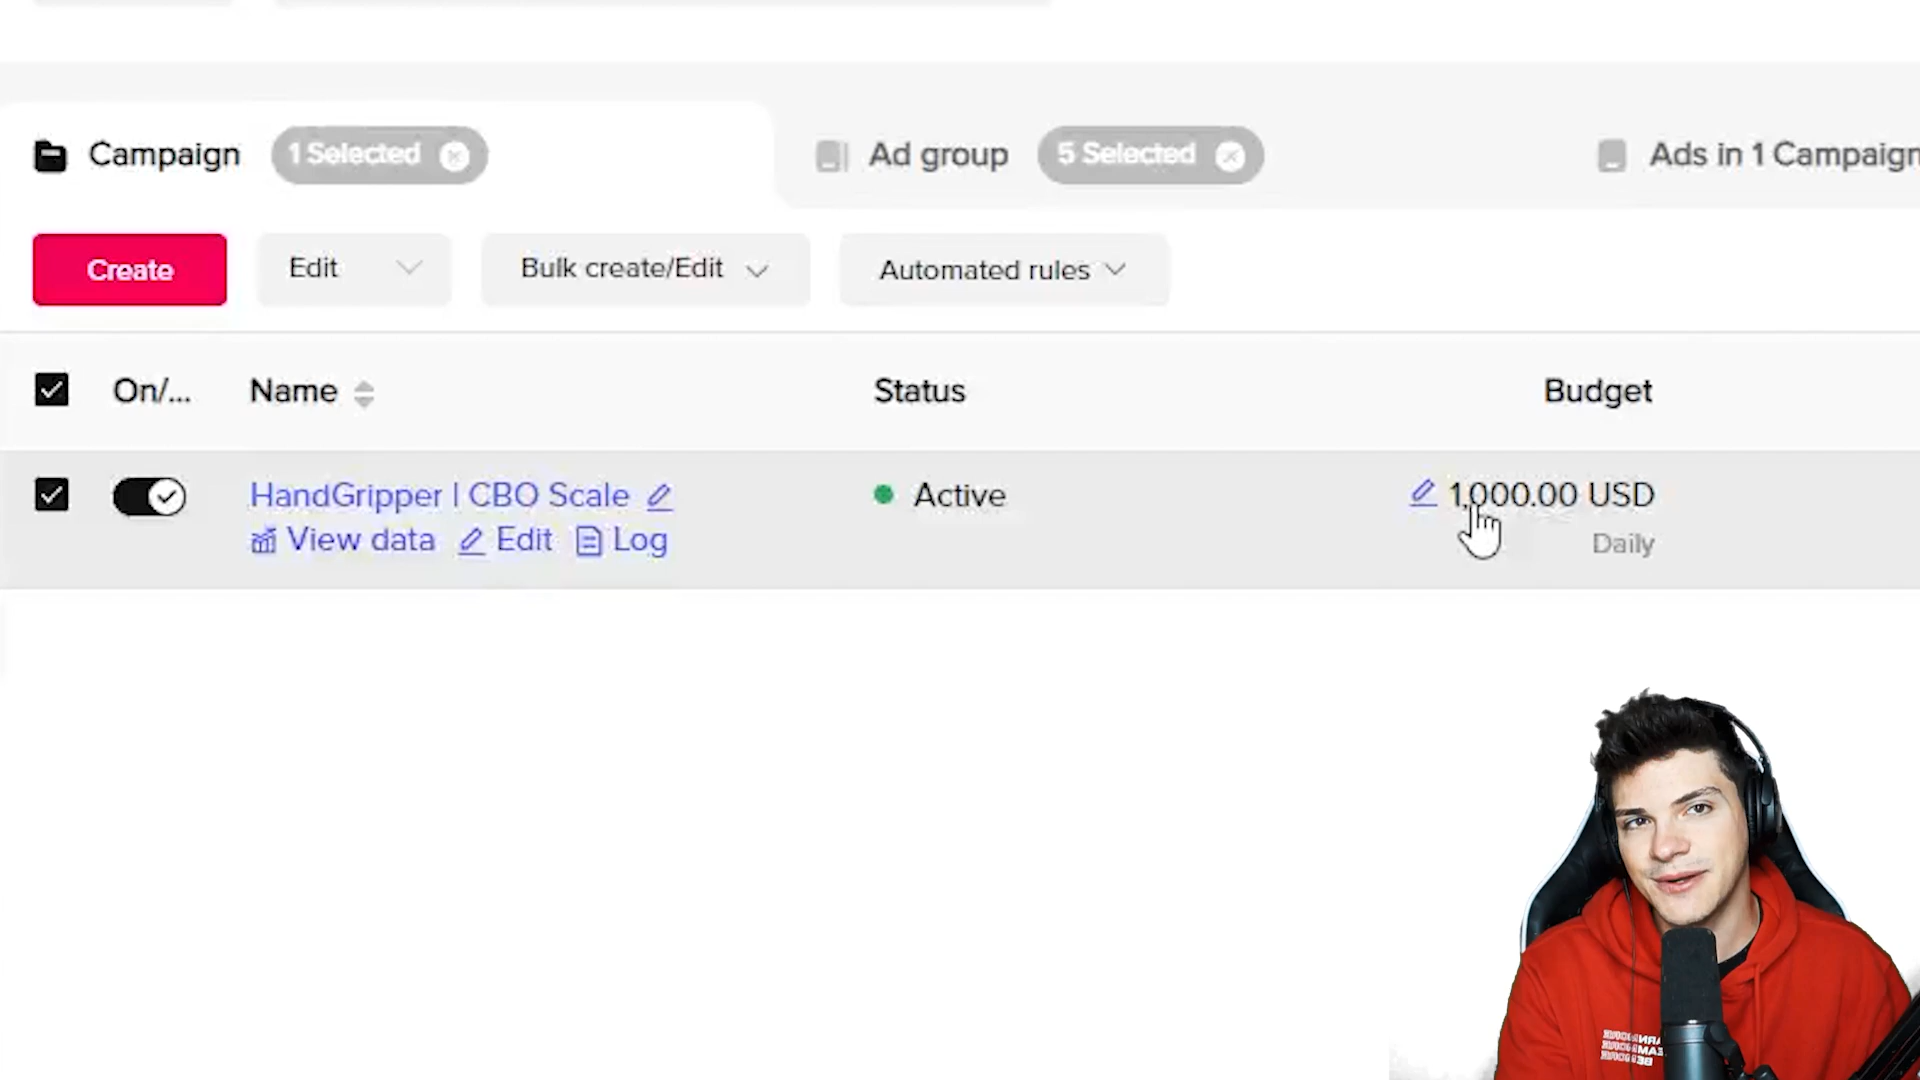 Campaign
1 Selected
Ad group
5 Selected
Ads in 1 Campaign
Create
Edit
Bulk create/Edit
Automated rules
On/...
Name
Status
Budget
HandGripper | CBO Scale
Active
1,000.00 USD
View data
Edit
Log
Daily